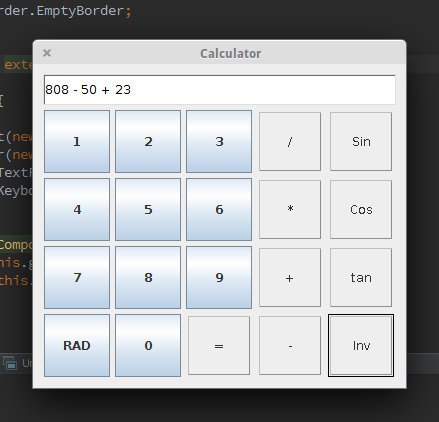 rder.EmptyBorder;
Calculator
exte
{
808 - 50 + 23
t(new
r(new
TextF
Keybo
Compo
his.g
this.
1 2 3 / Sin
4 5 6 * Cos
7 8 9 + tan
RAD 0 = - Inv
Un